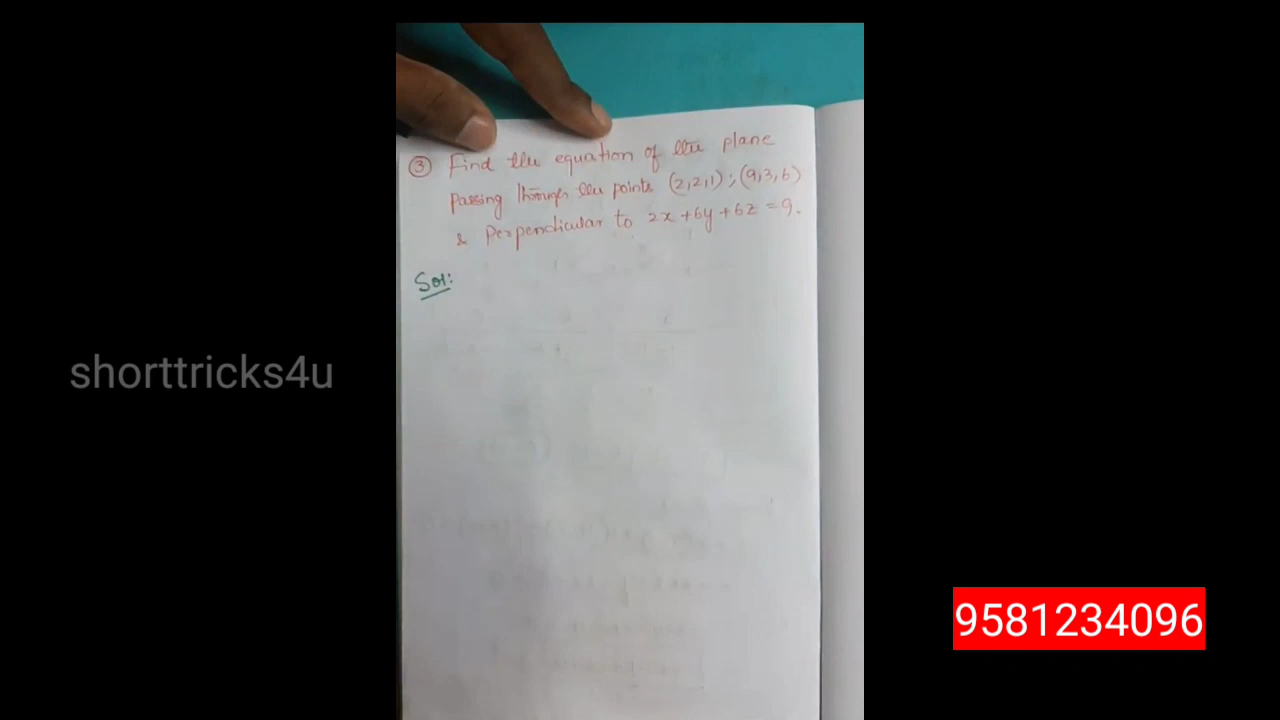 ③ Find the equation of the plane
passing through the points (2,2,1) ; (9,3,6)
& Perpendicular to 2x + 6y + 6z = 9.
Sol:
shorttricks4u
9581234096